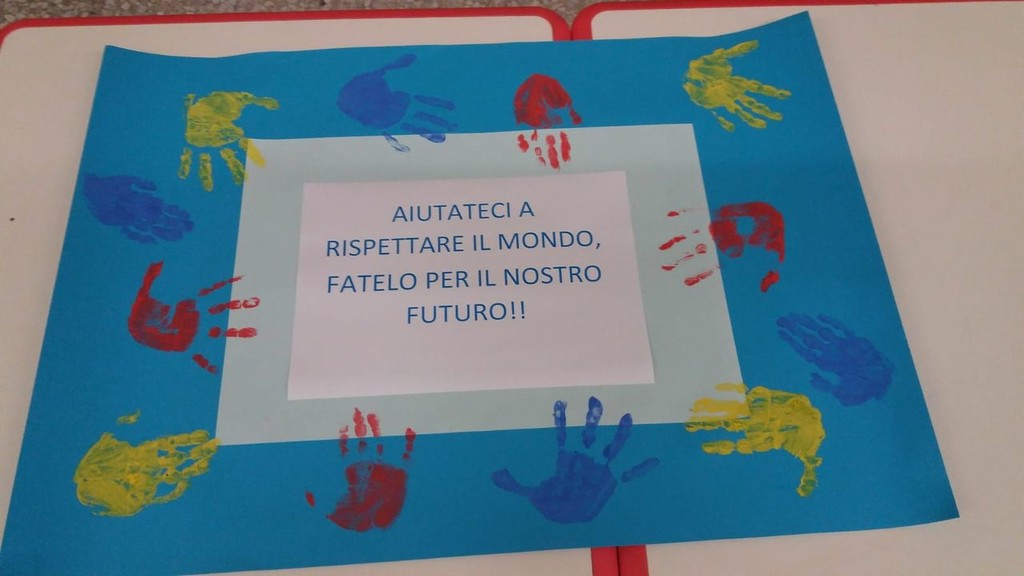 AIUTATECI A
RISPETTARE IL MONDO,
FATELO PER IL NOSTRO
FUTURO!!